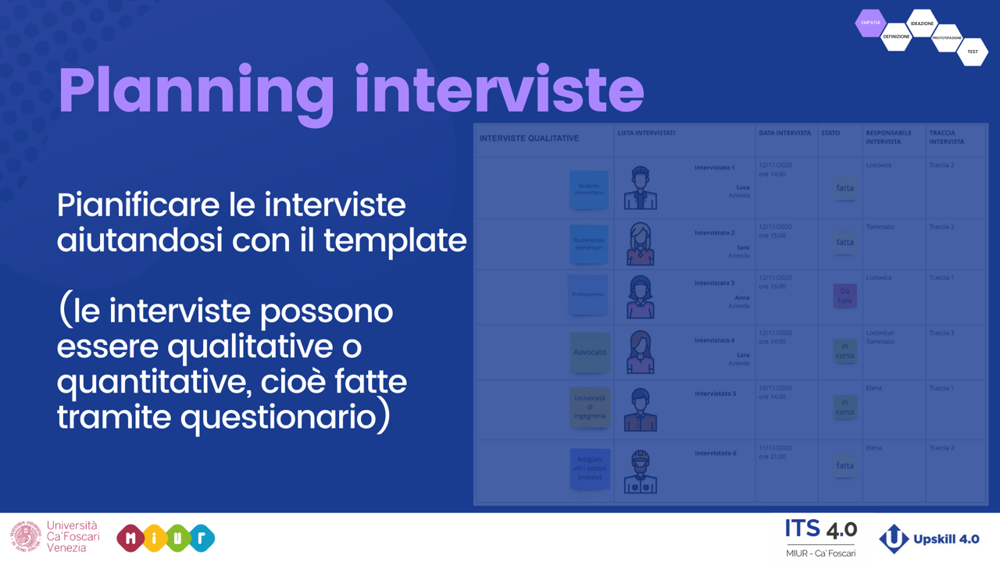 EMPATIA
DEFINIZIONE
IDEAZIONE
PROTOTIPAZIONE
TEST
Planning interviste
Pianificare le interviste
aiutandosi con il template
(le interviste possono
essere qualitative o
quantitative, cioè fatte
tramite questionario)
INTERVISTE QUALITATIVE
LISTA INTERVISTATI
DATA INTERVISTA
STATO
RESPONSABILE
INTERVISTA
TRACCIA
INTERVISTA
Studente
Universitario
Intervistato 1
Luca
Azienda
12/11/2020
ore 14:00
fatta
Lodovica
Traccia 2
Studentessa
elementari
Intervistato 2
Sara
Azienda
12/11/2020
ore 15:00
fatta
Tommaso
Traccia 2
Professoressa
Intervistato 3
Anna
Azienda
12/11/2020
ore 16:00
Da
Fare
Lodovica
Traccia 1
Avvocato
Intervistato 4
Lara
Azienda
12/11/2020
ore 14:00
in
corso
Lodovica/
Tommaso
Traccia 3
Università
di
ingegneria
Intervistato 5
10/11/2020
ore 14:00
in
corso
Elena
Traccia 1
Artigiani
altri settori
(navale)
Intervistato 6
11/11/2020
ore 21:00
fatta
Elena
Traccia 2
Università
Ca'Foscari
Venezia
MIUr
ITS 4.0
MIUR - Ca' Foscari
Upskill 4.0